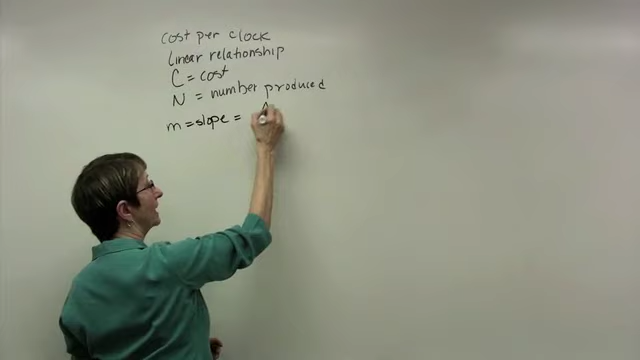 cost per clock
linear relationship
C = cost
N = number produced
m = slope =